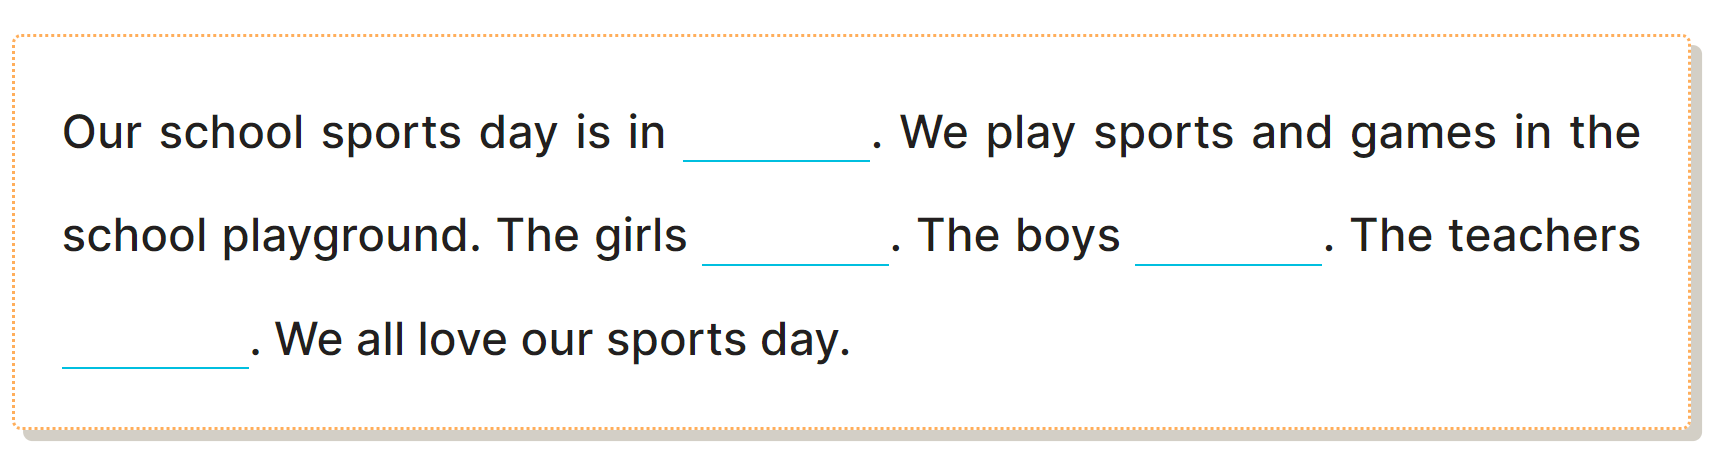 Our school sports day is in ________. We play sports and games in the
school playground. The girls ________. The boys ________. The teachers
________. We all love our sports day.